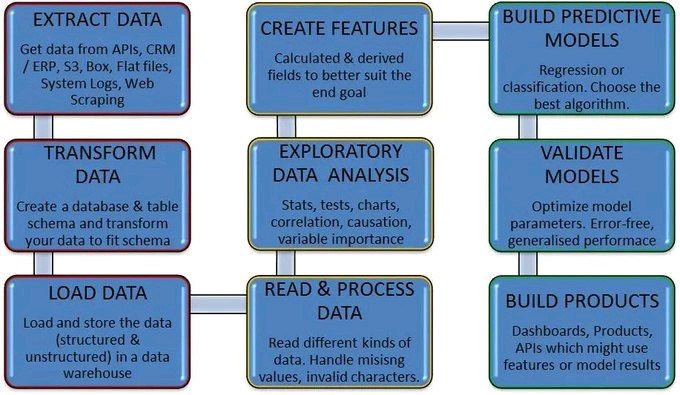 EXTRACT DATA
Get data from APIs, CRM
/ ERP, S3, Box, Flat files,
System Logs, Web
Scraping
TRANSFORM
DATA
Create a database & table
schema and transform
your data to fit schema
LOAD DATA
Load and store the data
(structured &
unstructured) in a data
warehouse
READ & PROCESS
DATA
Read different kinds of
data. Handle misisng
values, invalid characters.
EXPLORATORY
DATA ANALYSIS
Stats, tests, charts,
correlation, causation,
variable importance
CREATE FEATURES
Calculated & derived
fields to better suit the
end goal
BUILD PREDICTIVE
MODELS
Regression or
classification. Choose the
best algorithm.
VALIDATE
MODELS
Optimize model
parameters. Error-free,
generalised performace
BUILD PRODUCTS
Dashboards, Products,
APIs which might use
features or model results